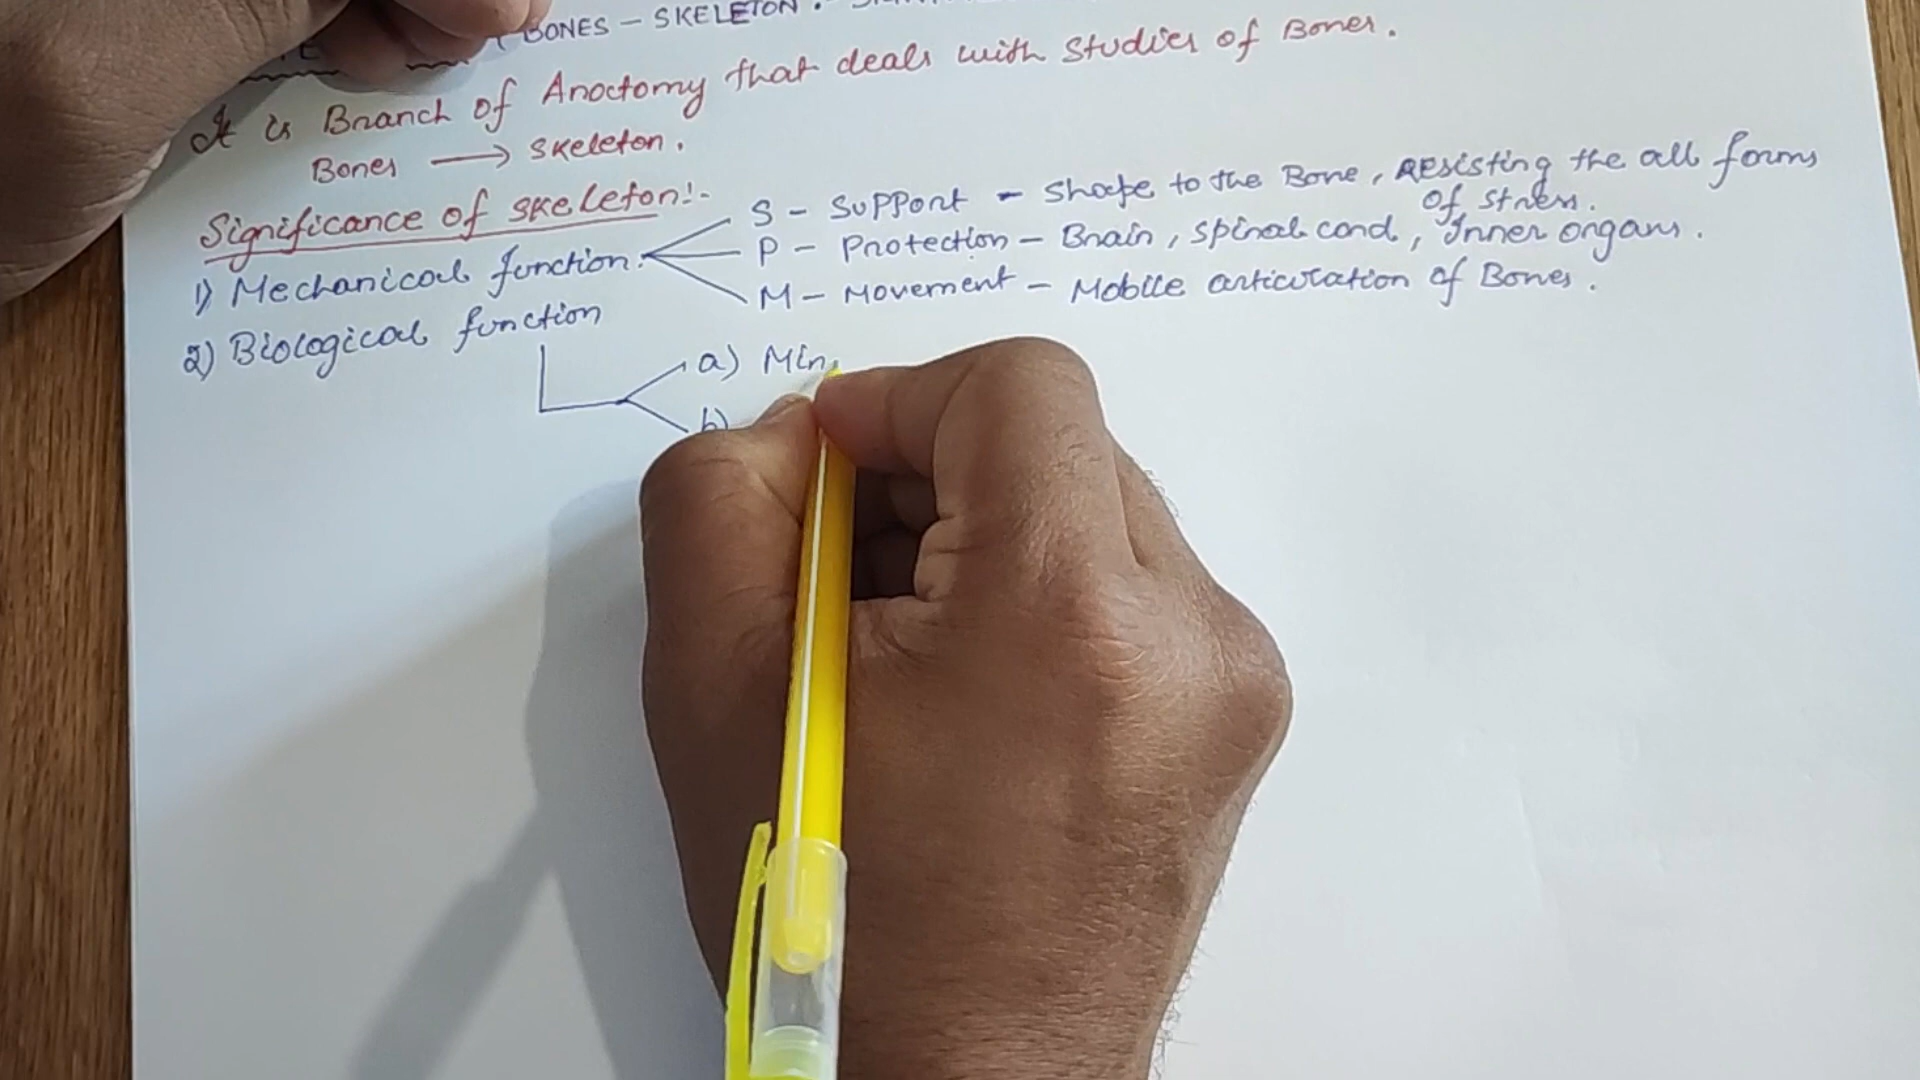 BONES – SKELETON.
It is Branch of Anoctomy that deals with studies of Bones.
Bones → Skeleton.
Significance of skeleton:-
S – Support – Shape to the Bone, Resisting the all forms
of stress.
1) Mechanical function: P – Protection – Brain, spinal cord, Inner organs.
M – Movement – Mobile articulation of Bones.
2) Biological function
a) Min
b)